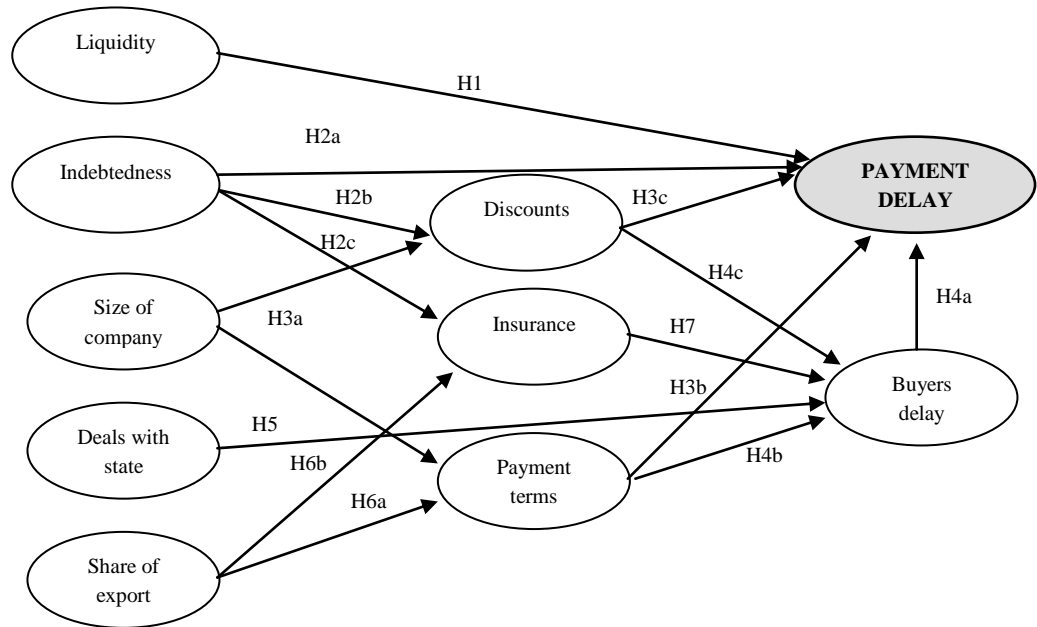 Liquidity
H1
H2a
Indebtedness
PAYMENT
DELAY
H2b
Discounts
H3c
H2c
H4c
Size of
company
H3a
Insurance
H7
H4a
Buyers
delay
H3b
Deals with
state
H5
H6b
Payment
terms
H4b
H6a
Share of
export